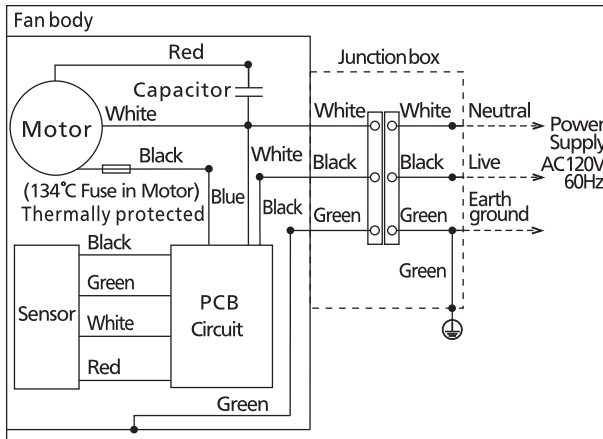 Fan body
Red
Junction box
Capacitor
White
White
White
Neutral
Motor
Power
Supply
AC120V
60Hz
Black
White
Black
Black
Live
(134°C Fuse in Motor)
Thermally protected
Blue
Black
Green
Green
Earth
ground
Black
Green
Green
Sensor
PCB
Circuit
White
Red
Green